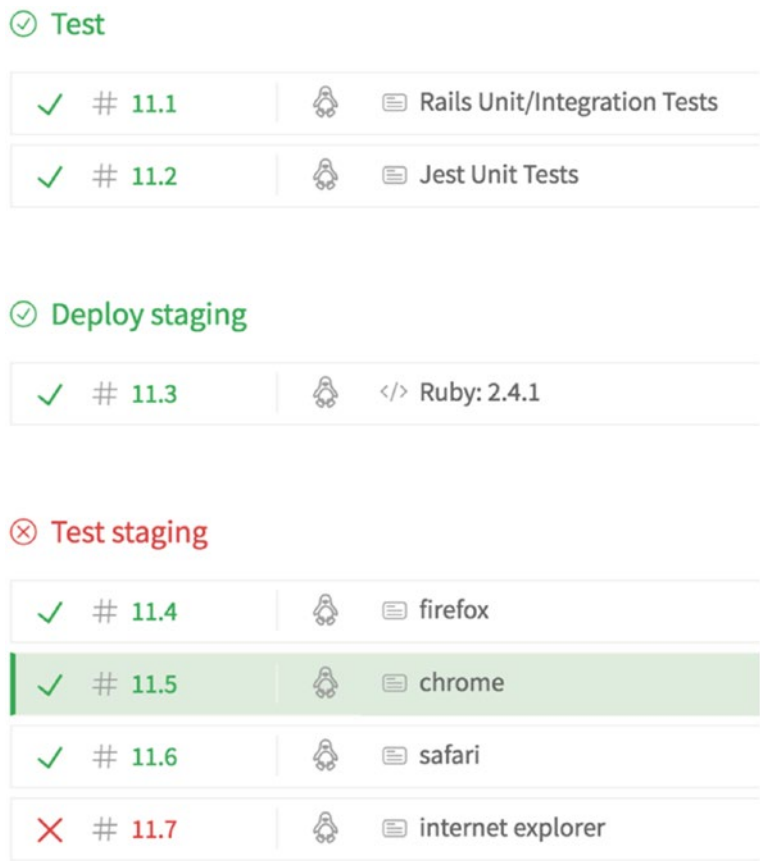 Test
# 11.1 Rails Unit/Integration Tests
# 11.2 Jest Unit Tests
Deploy staging
# 11.3 </> Ruby: 2.4.1
Test staging
# 11.4 firefox
# 11.5 chrome
# 11.6 safari
# 11.7 internet explorer